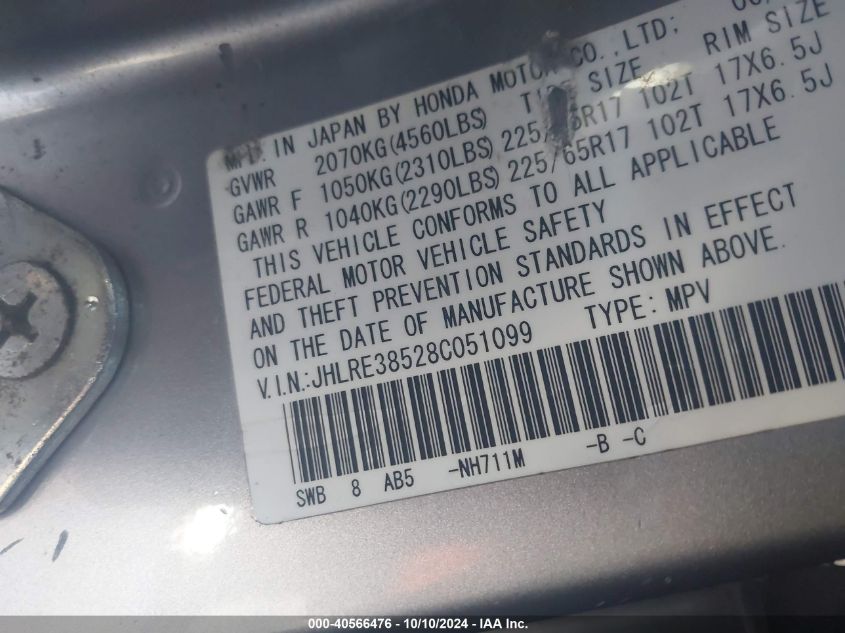 MFD. IN JAPAN BY HONDA MOTOR CO.,LTD;
GVWR 2070KG(4560LBS) SIZE RIM SIZE
GAWR F 1050KG(2310LBS) 102T 17X6.5J
GAWR R 1040KG(2290LBS) 225/65R17 102T 17X6.5J
THIS VEHICLE CONFORMS TO ALL APPLICABLE
FEDERAL MOTOR VEHICLE SAFETY
AND THEFT PREVENTION STANDARDS IN EFFECT
ON THE DATE OF MANUFACTURE SHOWN ABOVE.
V.I.N.:JHLRE38528C051099 TYPE:MPV
SWB 8 AB5 -NH711M -B -C
000-40566476 - 10/10/2024 - IAA Inc.